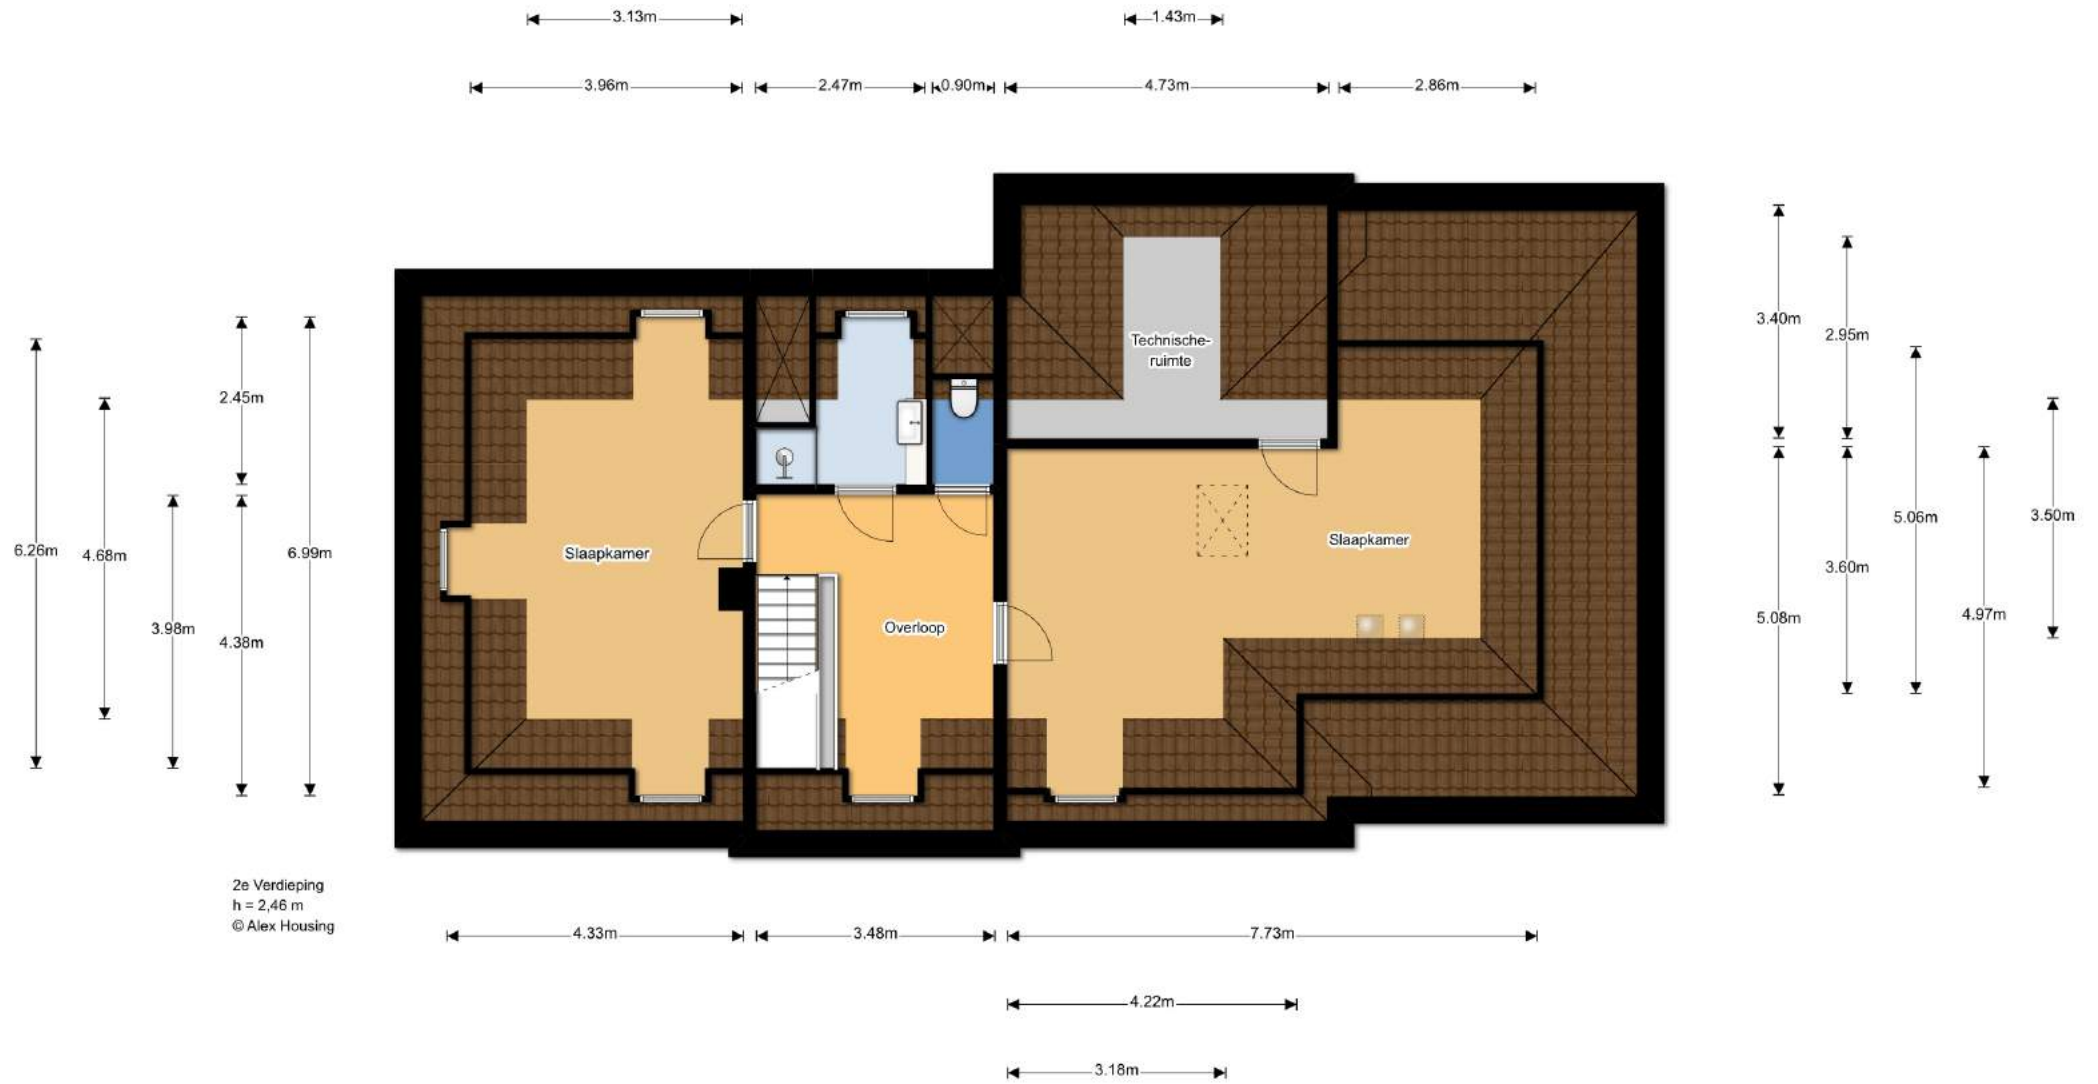 3.13m
1.43m
3.96m
2.47m
0.90m
4.73m
2.86m
3.40m
2.95m
Technische-
ruimte
2.45m
5.06m
3.50m
6.26m
4.68m
6.99m
Slaapkamer
Slaapkamer
3.60m
3.98m
4.38m
Overloop
5.08m
4.97m
2e Verdieping
h = 2,46 m
© Alex Housing
4.33m
3.48m
7.73m
4.22m
3.18m